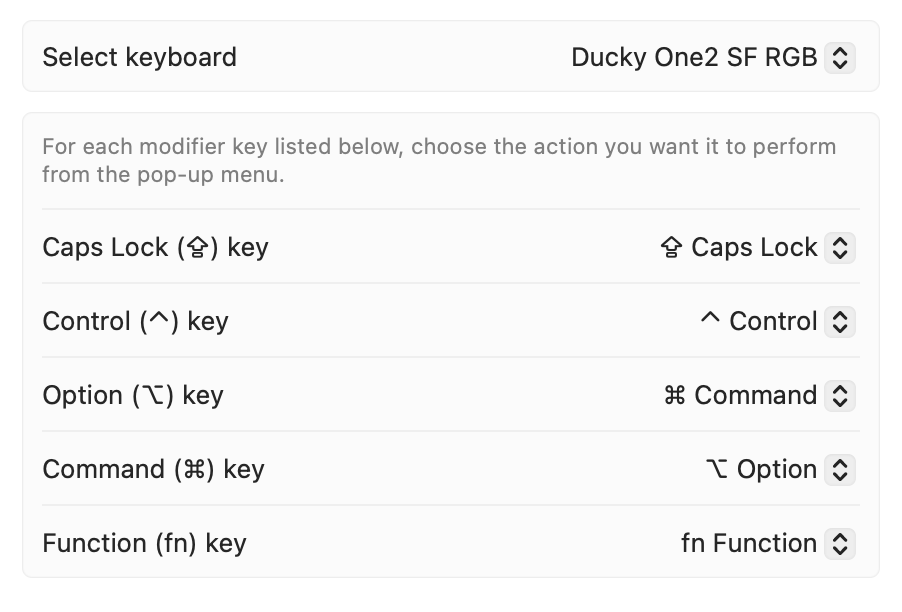 Select keyboard Ducky One2 SF RGB
For each modifier key listed below, choose the action you want it to perform
from the pop-up menu.
Caps Lock (⇪) key ⇪ Caps Lock
Control (^) key ^ Control
Option (⌥) key ⌘ Command
Command (⌘) key ⌥ Option
Function (fn) key fn Function